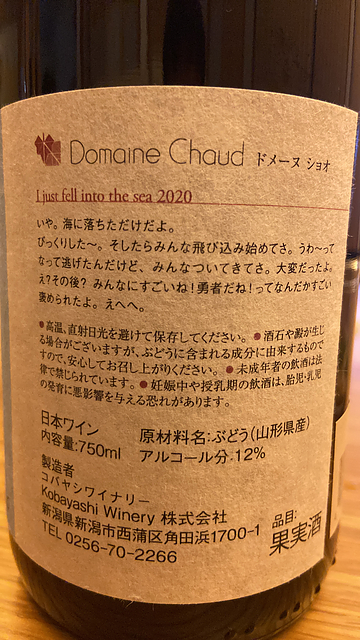 Domaine Chaud ドメーヌ ショオ
I just fell into the sea 2020
いや。海に落ちただけだよ。
びっくりした〜。そしたらみんな飛び込み始めてさ。うわ〜って
なって逃げたんだけど、みんなついてきてさ。大変だったよ。
え?その後? みんなにすごいね!勇者だね!ってなんだかすごい
褒められたよ。えへへ。
●高温、直射日光を避けて保存してください。●酒石や澱が生じ
る場合がございますが、ぶどうに含まれる成分に由来するもので
すので、安心してお召し上がりください。●未成年者の飲酒は法
律で禁じられています。●妊娠中や授乳期の飲酒は、胎児・乳児
の発育に悪影響を与える恐れがあります。
日本ワイン 原材料名:ぶどう(山形県産)
内容量:750ml アルコール分.12%
製造者
コバヤシワイナリー
Kobayashi Winery 株式会社
新潟県新潟市西蒲区角田浜1700-1
TEL 0256-70-2266
品目:
果実酒